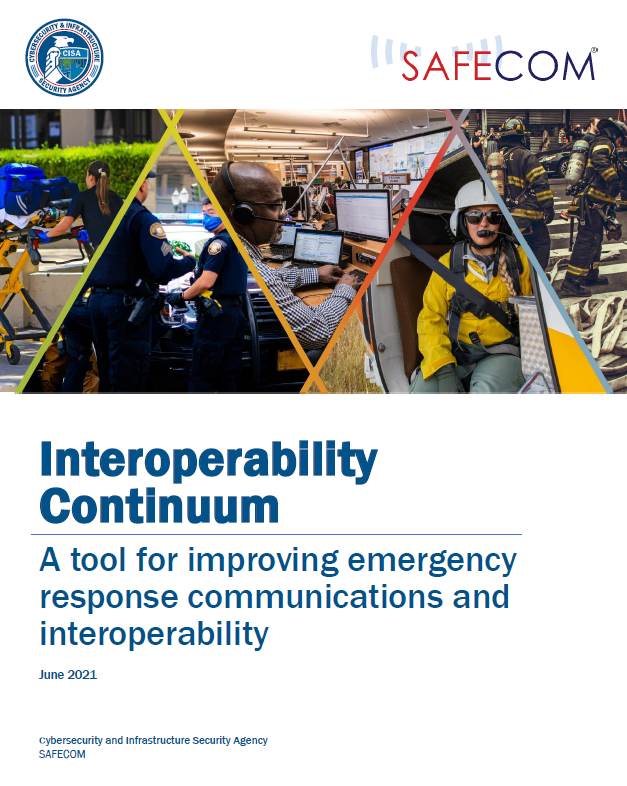 CYBERSECURITY & INFRASTRUCTURE
CISA
SECURITY AGENCY
SAFECOM®
Interoperability
Continuum
A tool for improving emergency
response communications and
interoperability
June 2021
Cybersecurity and Infrastructure Security Agency
SAFECOM